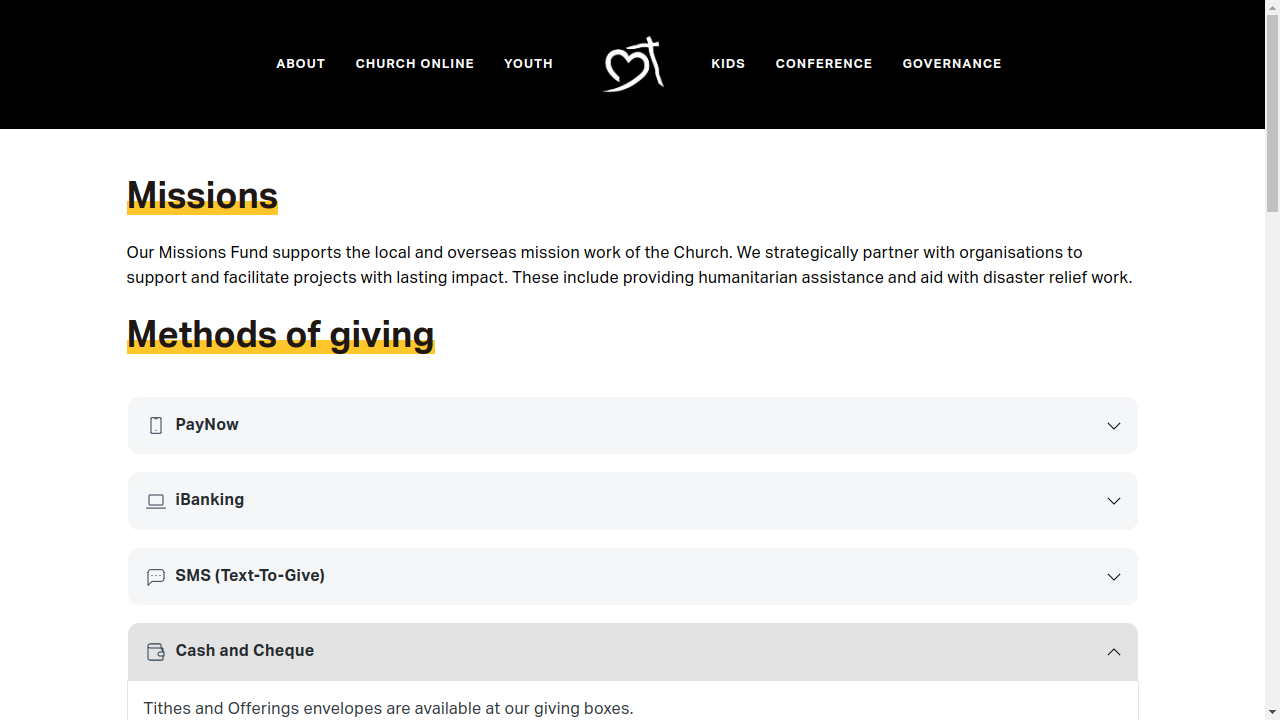 ABOUT CHURCH ONLINE YOUTH KIDS CONFERENCE GOVERNANCE
Missions
Our Missions Fund supports the local and overseas mission work of the Church. We strategically partner with organisations to
support and facilitate projects with lasting impact. These include providing humanitarian assistance and aid with disaster relief work.
Methods of giving
PayNow
iBanking
SMS (Text-To-Give)
Cash and Cheque
Tithes and Offerings envelopes are available at our giving boxes.